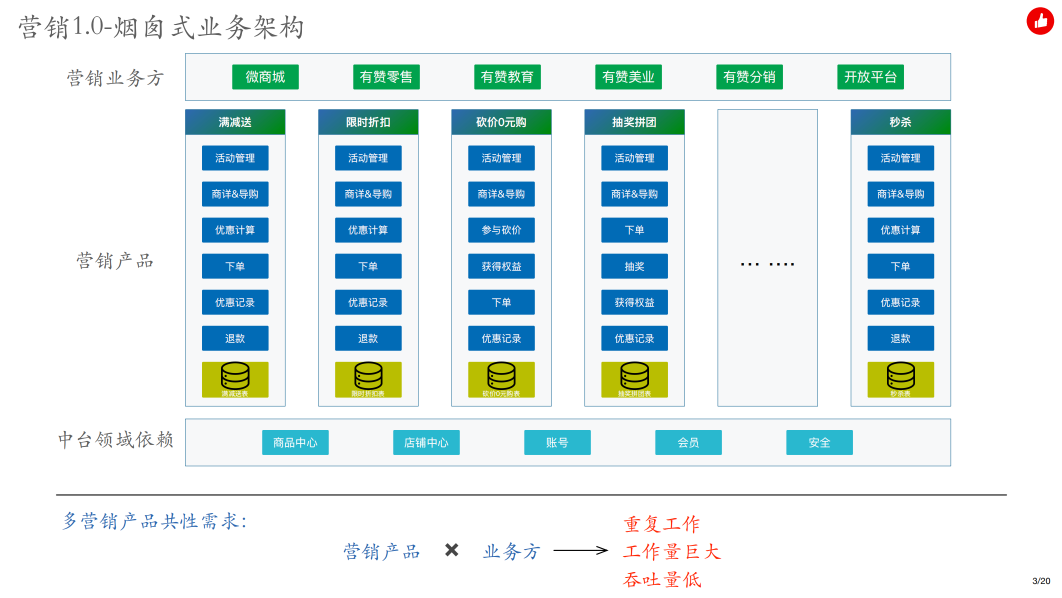 营销1.0-烟囱式业务架构
营销业务方
微商城 有赞零售 有赞教育 有赞美业 有赞分销 开放平台
满减送 限时折扣 砍价0元购 抽奖拼团 秒杀
活动管理 活动管理 活动管理 活动管理 活动管理
商详&导购 商详&导购 商详&导购 商详&导购 商详&导购
优惠计算 优惠计算 参与砍价 下单 优惠计算
营销产品
下单 下单 获得权益 抽奖 ... .... 下单
优惠记录 优惠记录 下单 获得权益 优惠记录
退款 退款 优惠记录 优惠记录 退款
满减送表 限时折扣表 砍价0元购表 抽奖拼团表 秒杀表
中台领域依赖
商品中心 店铺中心 账号 会员 安全
多营销产品共性需求:
营销产品 × 业务方
重复工作
工作量巨大
吞吐量低
3/20